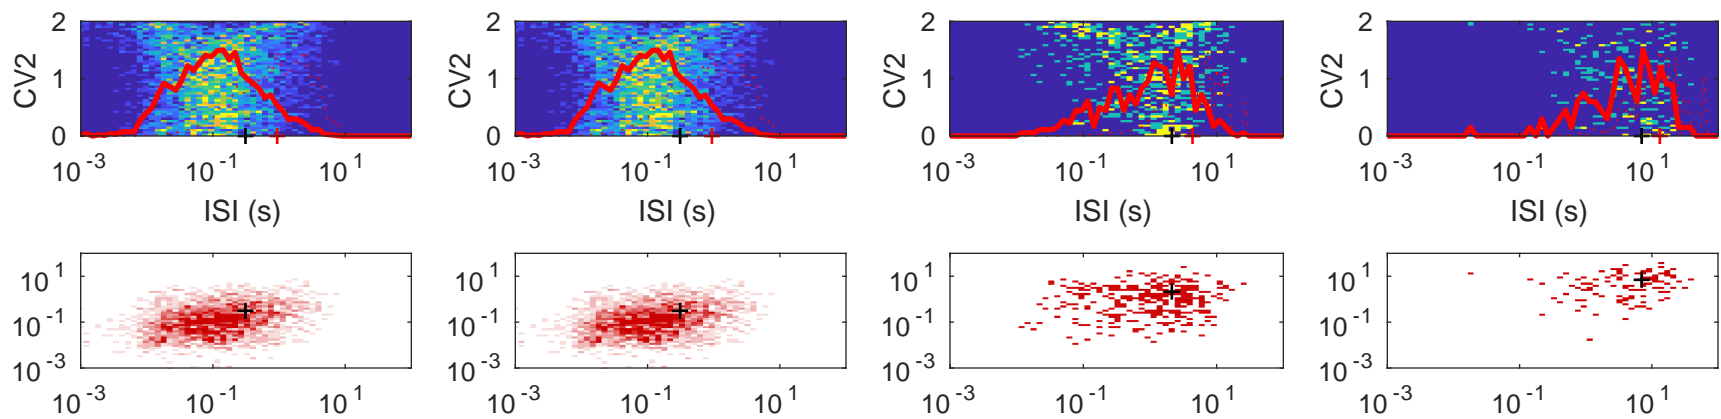 2 2 2 2
CV2 CV2 CV2 CV2
1 1 1 1
0 0 0 0
10^-3 10^-1 10^1 10^-3 10^-1 10^1 10^-3 10^-1 10^1 10^-3 10^-1 10^1
ISI (s) ISI (s) ISI (s) ISI (s)
10^1 10^1 10^1 10^1
10^-1 10^-1 10^-1 10^-1
10^-3 10^-3 10^-3 10^-3
10^-3 10^-1 10^1 10^-3 10^-1 10^1 10^-3 10^-1 10^1 10^-3 10^-1 10^1